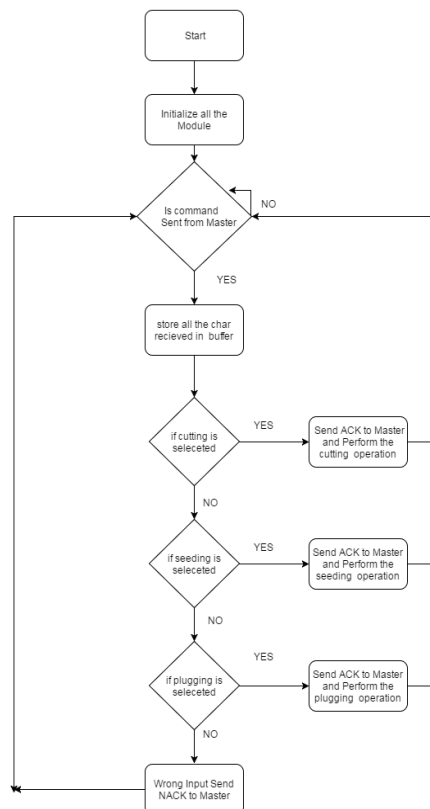 Start
Initialize all the
Module
Is command
Sent from Master
NO
YES
store all the char
recieved in buffer
if cutting is
seleceted
YES
Send ACK to Master
and Perform the
cutting operation
NO
if seeding is
seleceted
YES
Send ACK to Master
and Perform the
seeding operation
NO
if plugging is
seleceted
YES
Send ACK to Master
and Perform the
plugging operation
NO
Wrong Input Send
NACK to Master